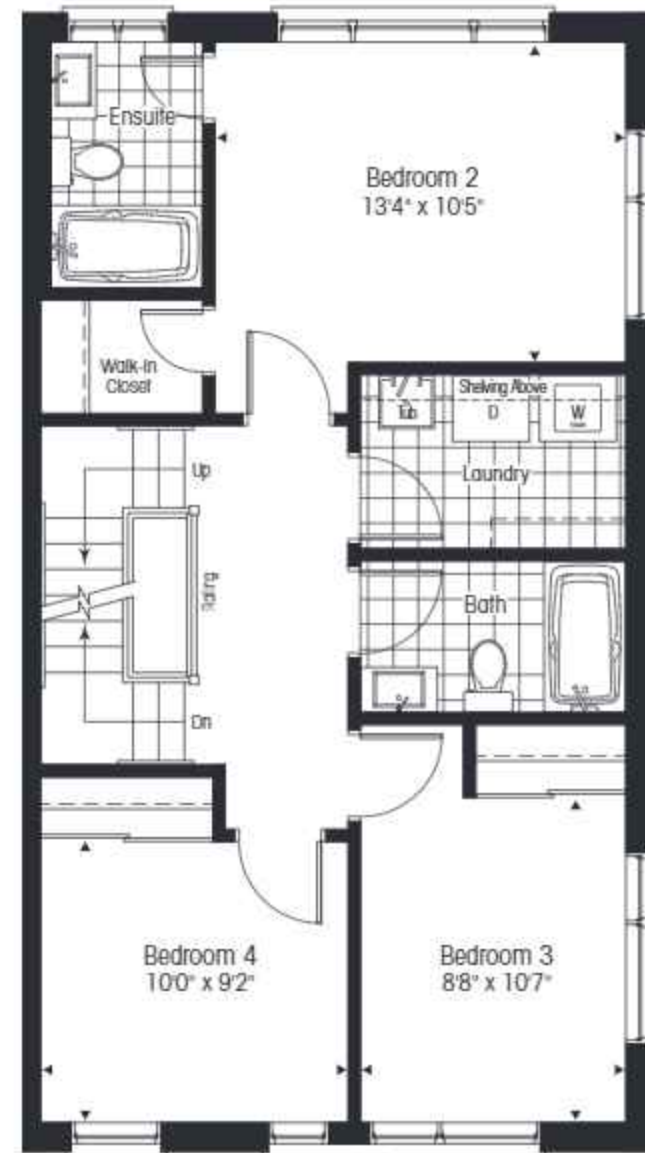 Ensuite
Bedroom 2
13'4" x 10'5"
Walk-In
Closet
Shelving Above
Tub
D
W
Laundry
Up
Railing
Bath
Dn
Bedroom 4
10'0" x 9'2"
Bedroom 3
8'8" x 10'7"